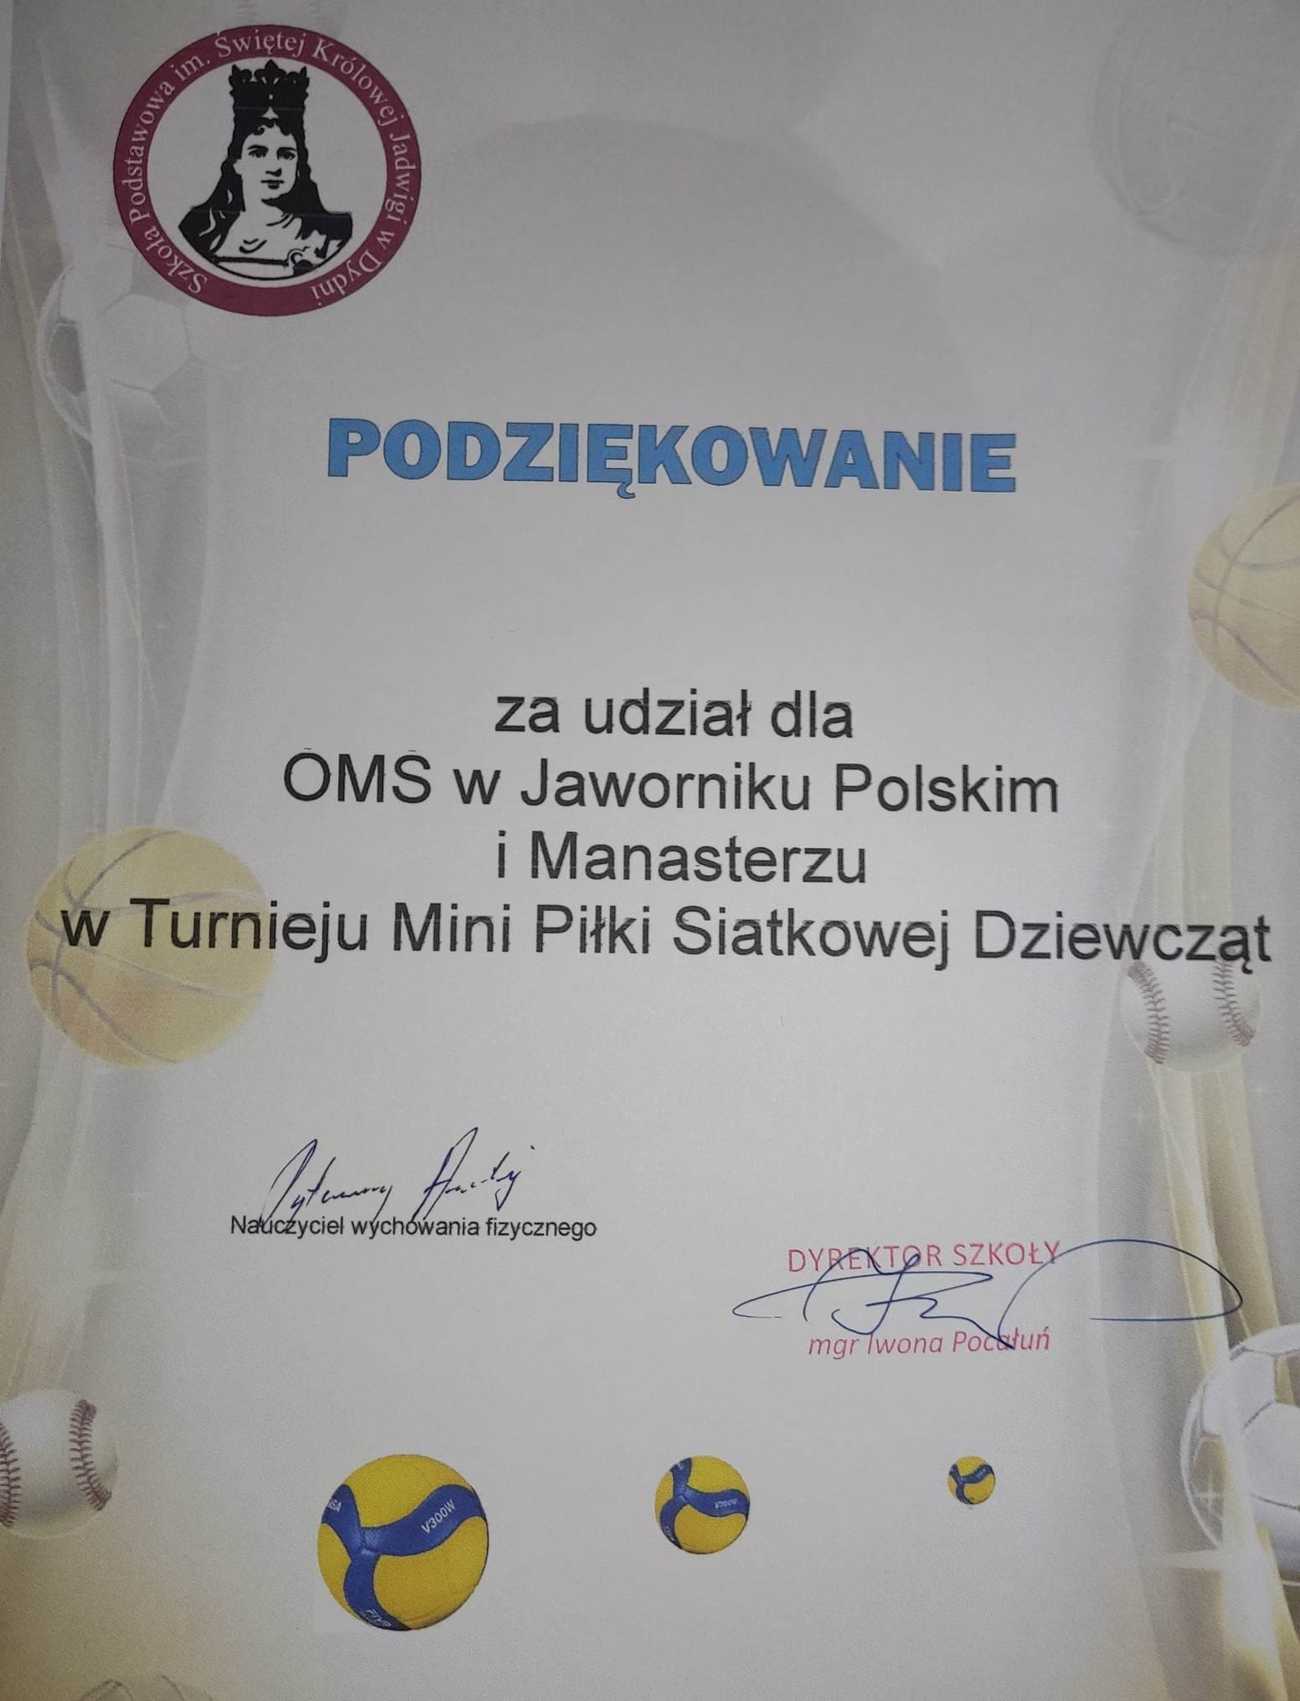 Szkoła Podstawowa im. Świętej Królowej Jadwigi w Dydni
PODZIĘKOWANIE
za udział dla
OMS w Jaworniku Polskim
i Manasterzu
w Turnieju Mini Piłki Siatkowej Dziewcząt
Nauczyciel wychowania fizycznego
DYREKTOR SZKOŁY
mgr Iwona Pocałuń
V300W
V300W